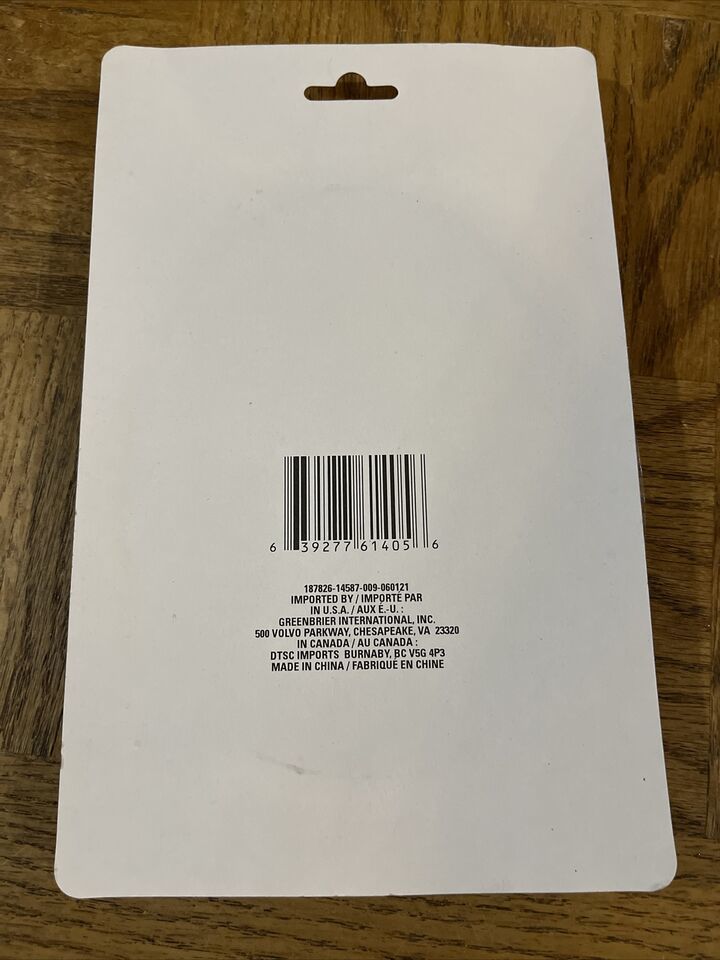 6 39277 61405 6
187826-14587-009-060121
IMPORTED BY / IMPORTÉ PAR
IN U.S.A. / AUX É.-U. :
GREENBRIER INTERNATIONAL, INC.
500 VOLVO PARKWAY, CHESAPEAKE, VA 23320
IN CANADA / AU CANADA :
DTSC IMPORTS BURNABY, BC V5G 4P3
MADE IN CHINA / FABRIQUÉ EN CHINE